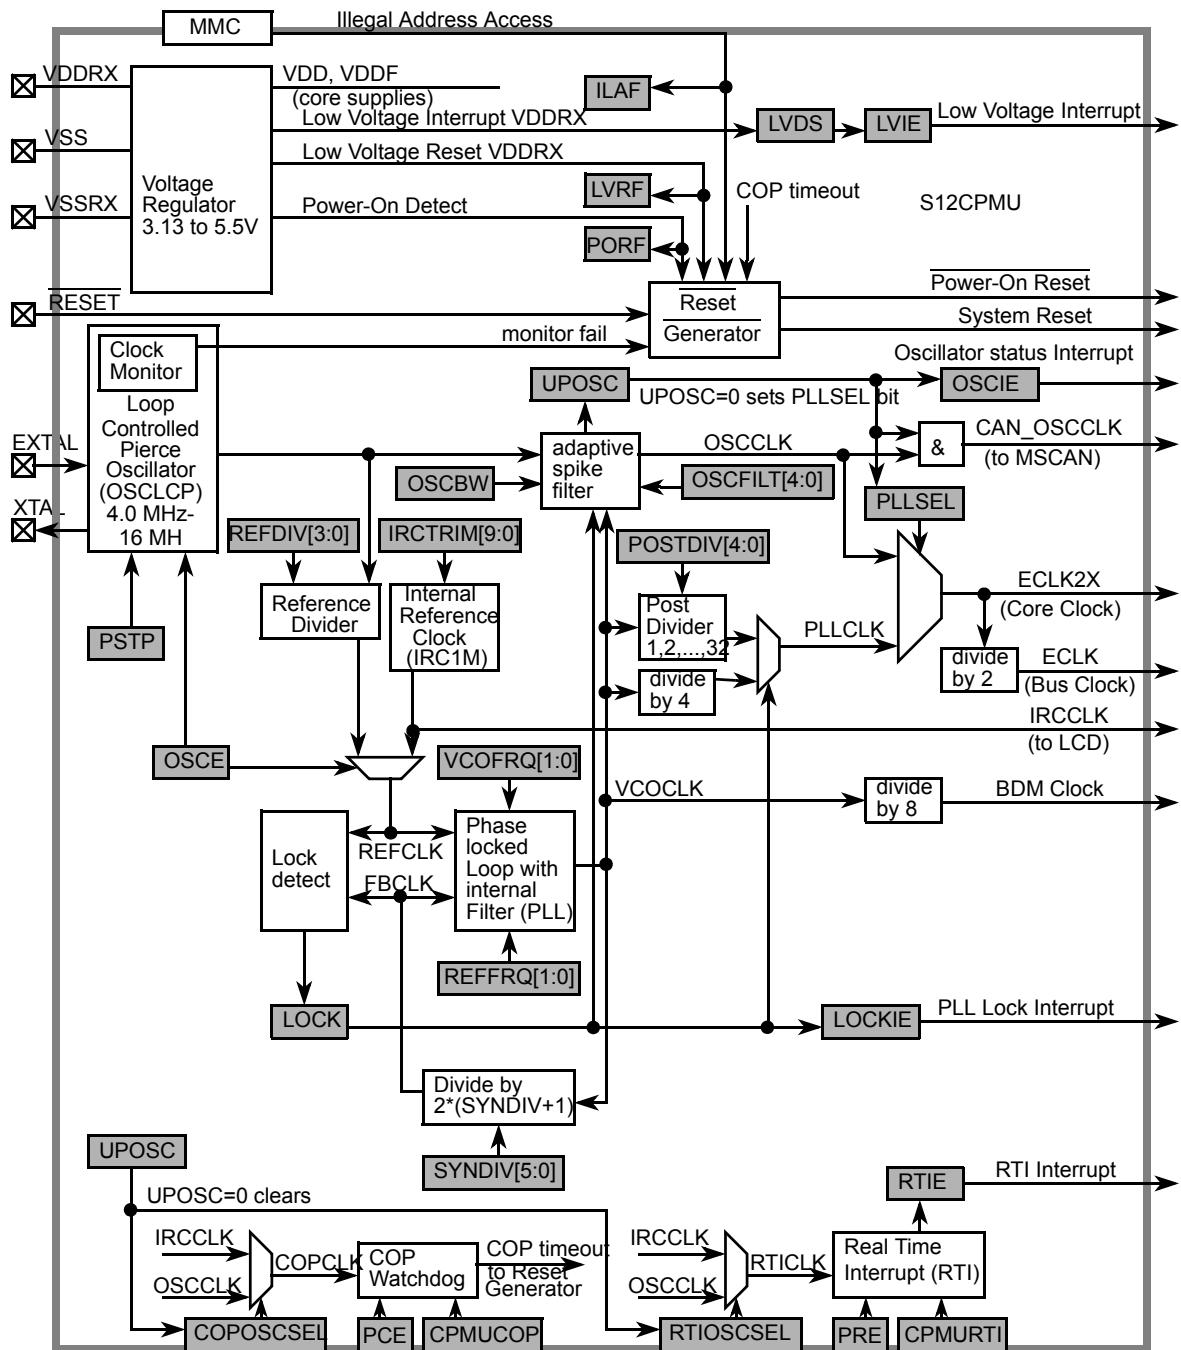 MMC
Illegal Address Access
VDDRX
VDD, VDDF
(core supplies)
ILAF
Low Voltage Interrupt VDDRX
LVDS
LVIE
Low Voltage Interrupt
VSS
Low Voltage Reset VDDRX
Voltage
Regulator
3.13 to 5.5V
LVRF
COP timeout
S12CPMU
VSSRX
Power-On Detect
PORF
RESET
Reset
Generator
Power-On Reset
System Reset
monitor fail
Clock
Monitor
Oscillator status Interrupt
UPOSC
OSCIE
UPOSC=0 sets PLLSEL bit
Loop
Controlled
Pierce
Oscillator
(OSCLCP)
4.0 MHz-
16 MH
EXTAL
XTAL
adaptive
spike
filter
OSCCLK
&
CAN_OSCCLK
(to MSCAN)
OSCBW
OSCFILT[4:0]
PLLSEL
REFDIV[3:0]
IRCTRIM[9:0]
POSTDIV[4:0]
Reference
Divider
Internal
Reference
Clock
(IRC1M)
Post
Divider
1,2,...,32
PLLCLK
ECLK2X
(Core Clock)
PSTP
divide
by 4
divide
by 2
ECLK
(Bus Clock)
IRCCLK
(to LCD)
OSCE
VCOFRQ[1:0]
VCOCLK
divide
by 8
BDM Clock
Lock
detect
REFCLK
FBCLK
Phase
locked
Loop with
internal
Filter (PLL)
REFFRQ[1:0]
LOCK
LOCKIE
PLL Lock Interrupt
Divide by
2*(SYNDIV+1)
SYNDIV[5:0]
UPOSC
UPOSC=0 clears
RTIE
RTI Interrupt
IRCCLK
OSCCLK
COPCLK
COP
Watchdog
COP timeout
to Reset
Generator
IRCCLK
OSCCLK
RTICLK
Real Time
Interrupt (RTI)
COPOSCSEL
PCE
CPMUCOP
RTIOSCSEL
PRE
CPMURTI